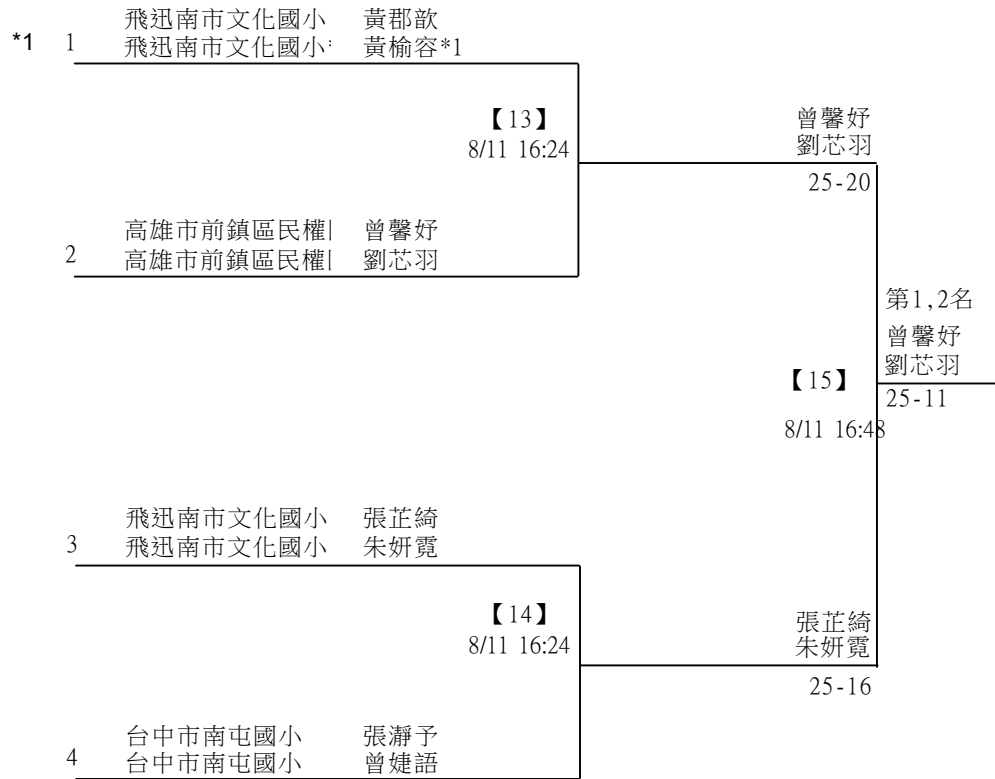 飛迅南市文化國小 黃郡歆
*1 1 飛迅南市文化國小* 黃榆容*1
【13】
8/11 16:24
曾馨妤
劉芯羽
25-20
高雄市前鎮區民權 曾馨妤
2 高雄市前鎮區民權 劉芯羽
第1,2名
曾馨妤
劉芯羽
【15】
25-11
8/11 16:48
飛迅南市文化國小 張芷綺
3 飛迅南市文化國小 朱妍霓
【14】
8/11 16:24
張芷綺
朱妍霓
25-16
台中市南屯國小 張瀞予
4 台中市南屯國小 曾婕語